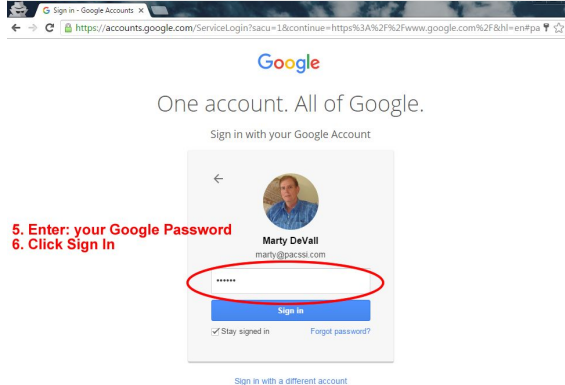 G Sign in - Google Accounts ×
https://accounts.google.com/ServiceLogin?sacu=1&continue=https%3A%2F%2Fwww.google.com%2F&hl=en#pa
Google
One account. All of Google.
Sign in with your Google Account
5. Enter: your Google Password
6. Click Sign In
Marty DeVall
marty@pacssi.com
••••••
Sign in
Stay signed in Forgot password?
Sign in with a different account